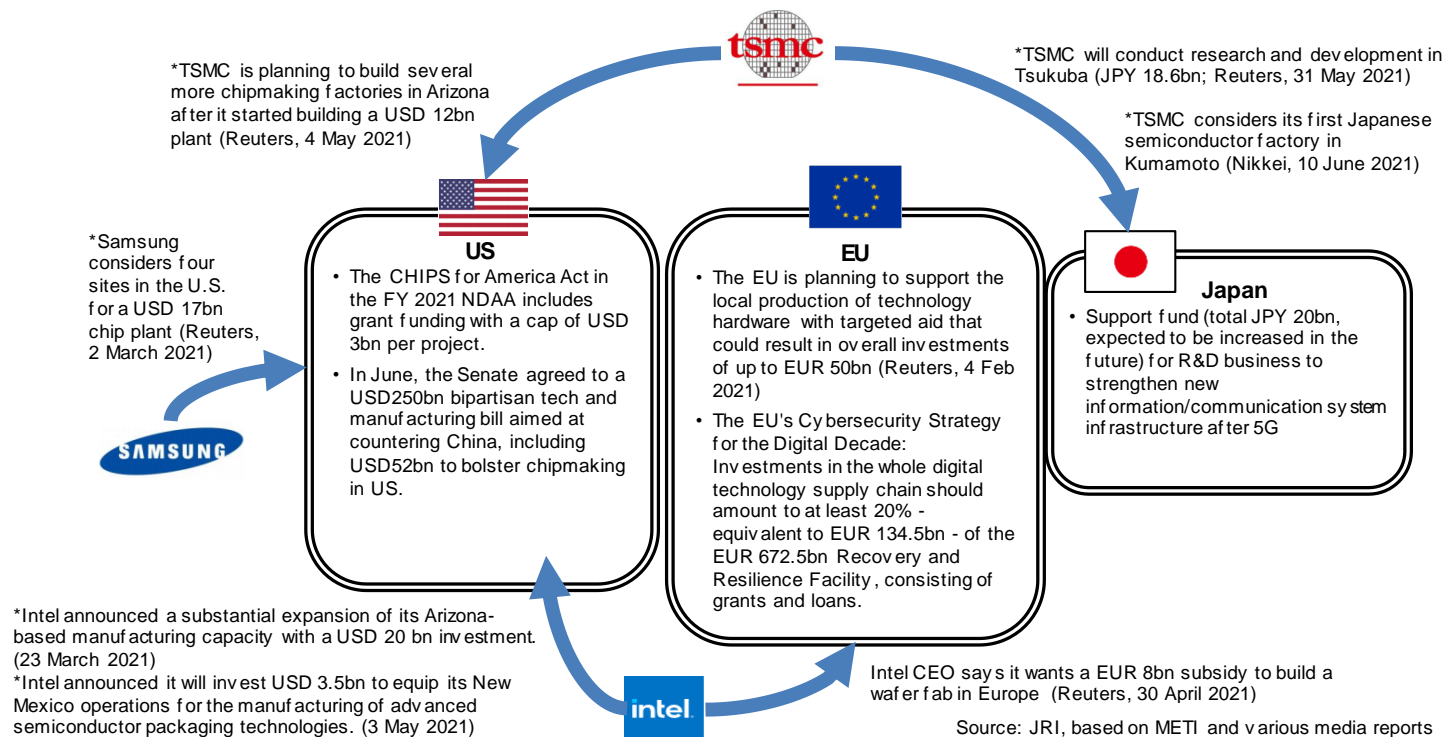 tsmc
*TSMC is planning to build several
more chipmaking factories in Arizona
after it started building a USD 12bn
plant (Reuters, 4 May 2021)
*TSMC will conduct research and development in
Tsukuba (JPY 18.6bn; Reuters, 31 May 2021)
*TSMC considers its first Japanese
semiconductor factory in
Kumamoto (Nikkei, 10 June 2021)
*Samsung
considers four
sites in the U.S.
for a USD 17bn
chip plant (Reuters,
2 March 2021)
SAMSUNG
US
• The CHIPS for America Act in
the FY 2021 NDAA includes
grant funding with a cap of USD
3bn per project.
• In June, the Senate agreed to a
USD250bn bipartisan tech and
manufacturing bill aimed at
countering China, including
USD52bn to bolster chipmaking
in US.
EU
• The EU is planning to support the
local production of technology
hardware with targeted aid that
could result in overall investments
of up to EUR 50bn (Reuters, 4 Feb
2021)
• The EU's Cybersecurity Strategy
for the Digital Decade:
Investments in the whole digital
technology supply chain should
amount to at least 20% -
equivalent to EUR 134.5bn - of the
EUR 672.5bn Recovery and
Resilience Facility, consisting of
grants and loans.
Japan
• Support fund (total JPY 20bn,
expected to be increased in the
future) for R&D business to
strengthen new
information/communication system
infrastructure after 5G
*Intel announced a substantial expansion of its Arizona-
based manufacturing capacity with a USD 20 bn investment.
(23 March 2021)
*Intel announced it will invest USD 3.5bn to equip its New
Mexico operations for the manufacturing of advanced
semiconductor packaging technologies. (3 May 2021)
intel.
Intel CEO says it wants a EUR 8bn subsidy to build a
wafer fab in Europe (Reuters, 30 April 2021)
Source: JRI, based on METI and various media reports